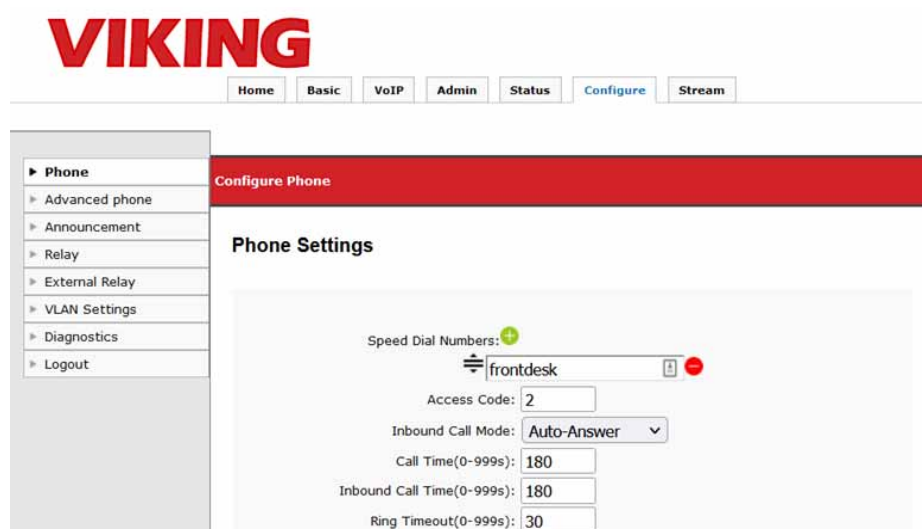 VIKING
Home Basic VoIP Admin Status Configure Stream
Phone
Advanced phone
Announcement
Relay
External Relay
VLAN Settings
Diagnostics
Logout
Configure Phone
Phone Settings
Speed Dial Numbers:
frontdesk
Access Code: 2
Inbound Call Mode: Auto-Answer
Call Time(0-999s): 180
Inbound Call Time(0-999s): 180
Ring Timeout(0-999s): 30